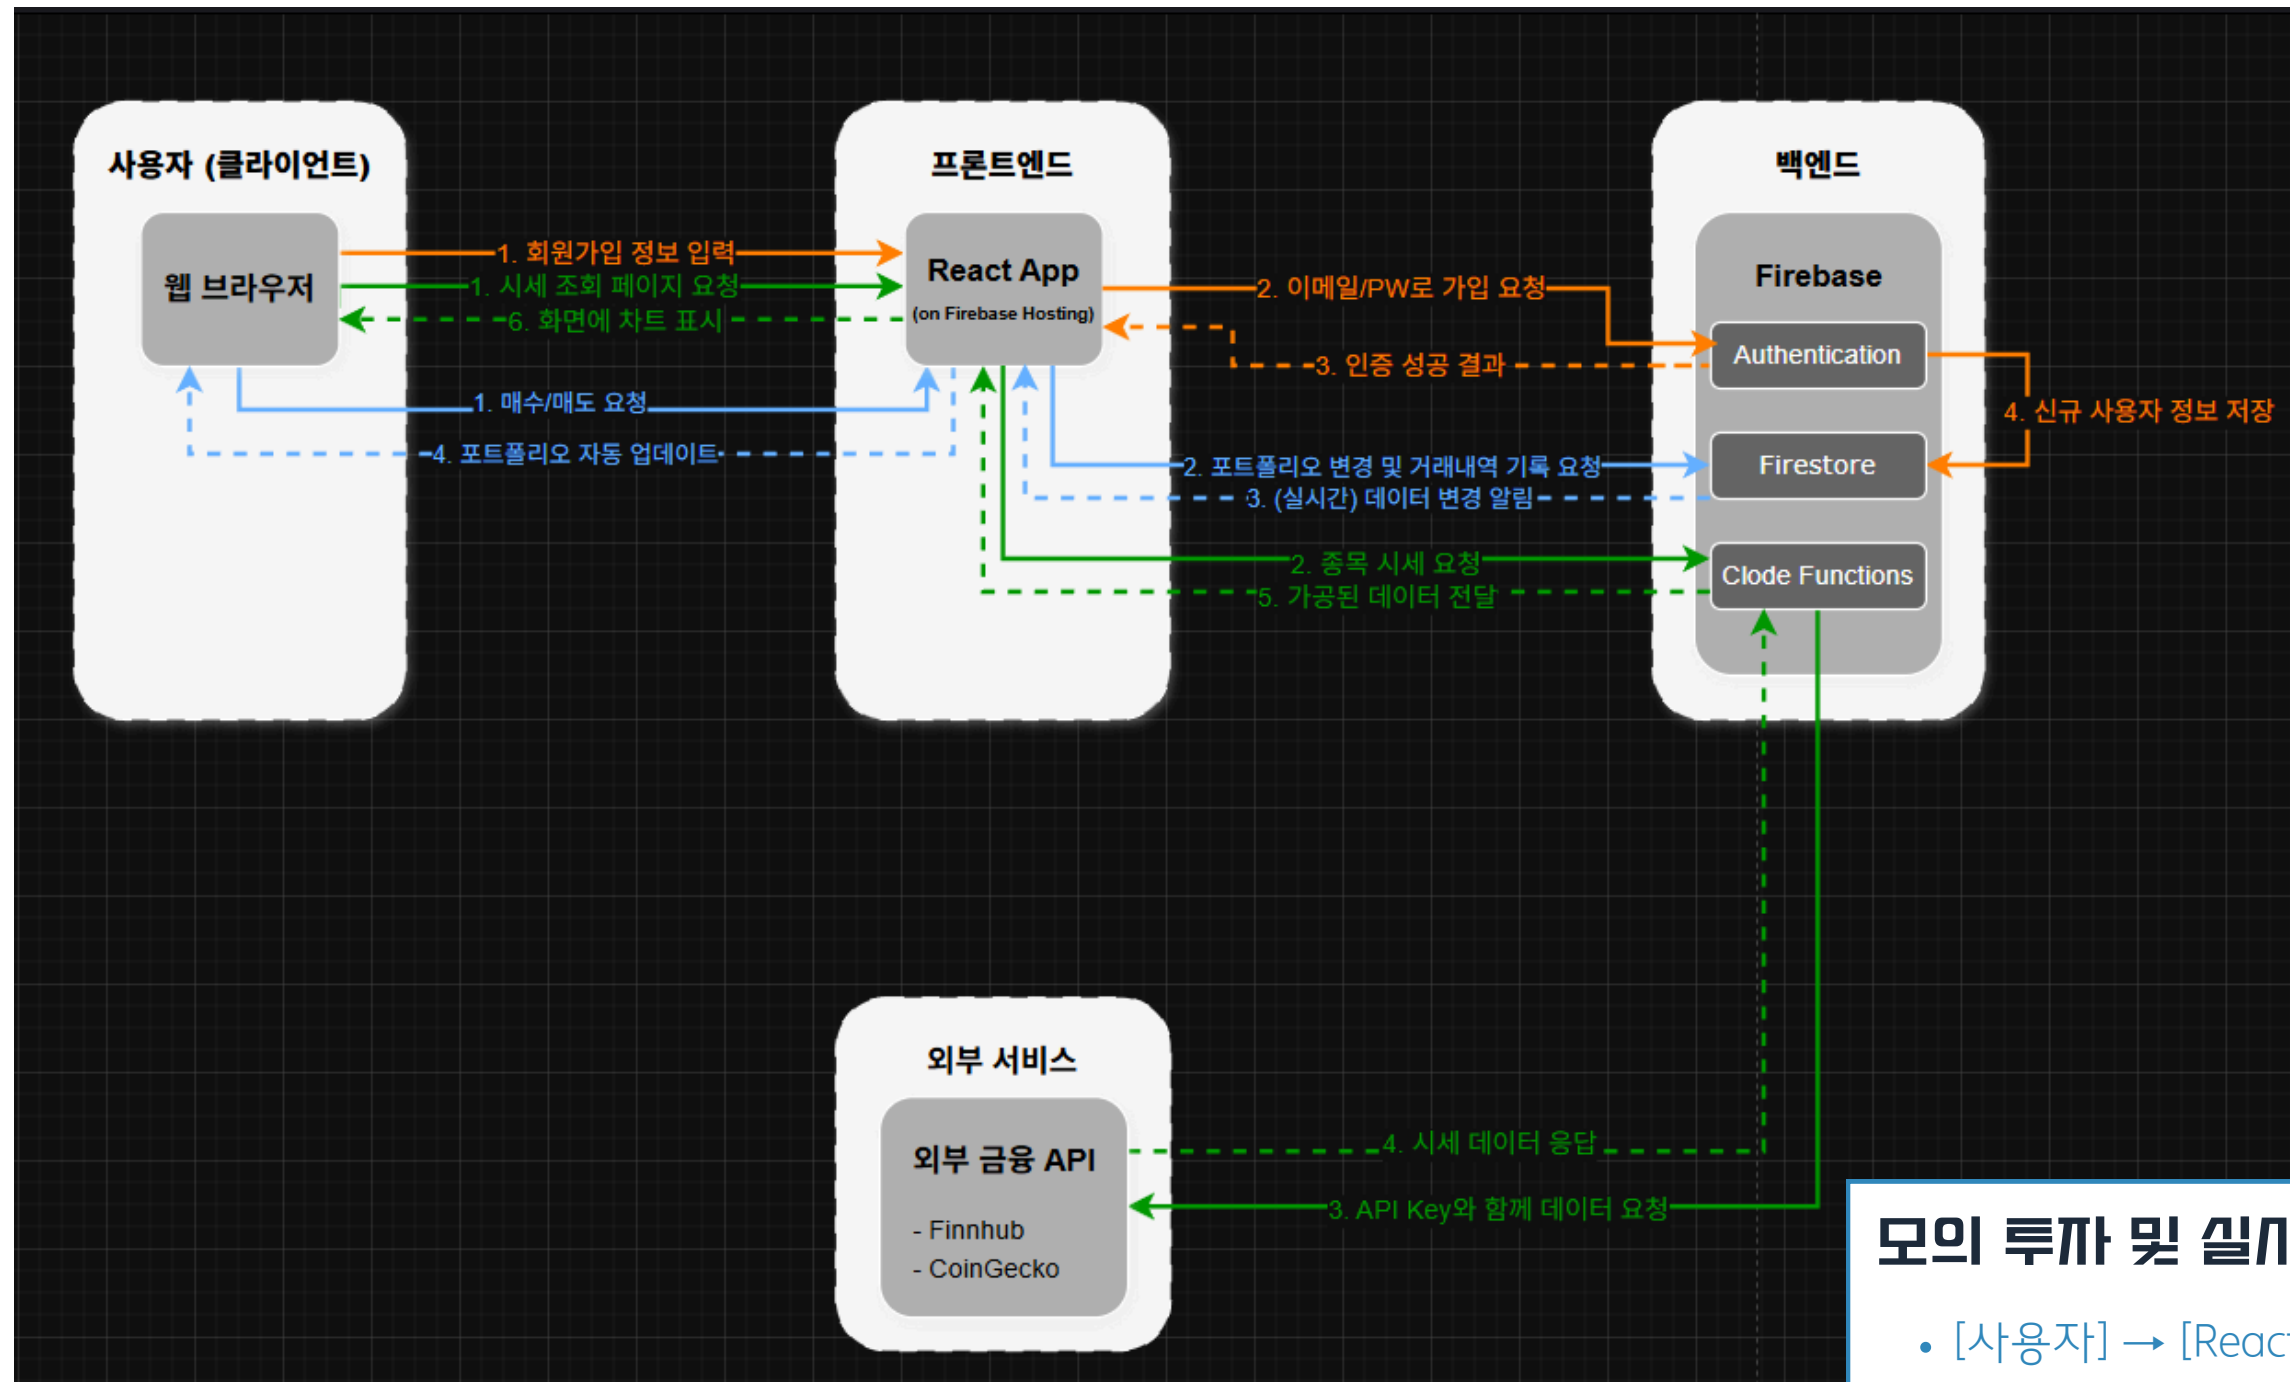 사용자 (클라이언트)
웹 브라우저
프론트엔드
React App
(on Firebase Hosting)
백엔드
Firebase
Authentication
Firestore
Clode Functions
1. 회원가입 정보 입력
1. 시세 조회 페이지 요청
6. 화면에 차트 표시
1. 매수/매도 요청
4. 포트폴리오 자동 업데이트
2. 이메일/PW로 가입 요청
3. 인증 성공 결과
4. 신규 사용자 정보 저장
2. 포트폴리오 변경 및 거래내역 기록 요청
3. (실시간) 데이터 변경 알림
2. 종목 시세 요청
5. 가공된 데이터 전달
외부 서비스
외부 금융 API
- Finnhub
- CoinGecko
4. 시세 데이터 응답
3. API Key와 함께 데이터 요청
모의 투자 및 실시
• [사용자] → [React